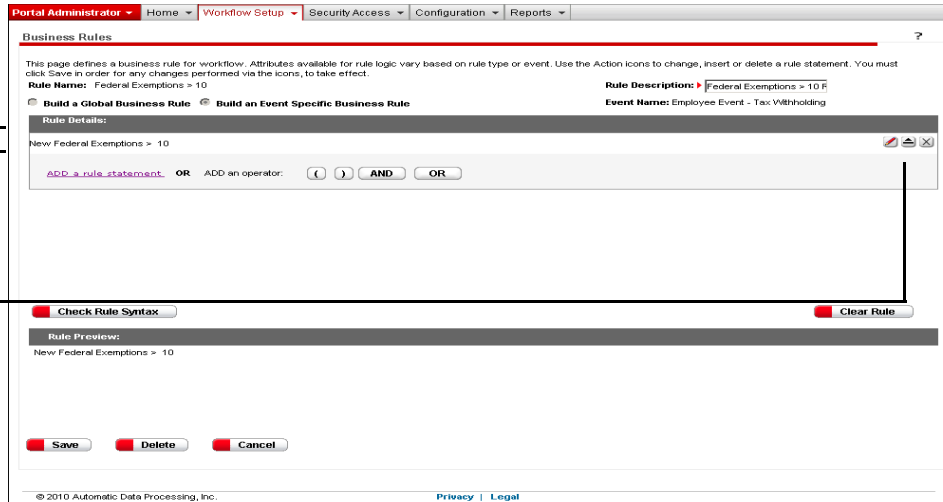 Portal Administrator Home Workflow Setup Security Access Configuration Reports
Business Rules ?
This page defines a business rule for workflow. Attributes available for rule logic vary based on rule type or event. Use the Action icons to change, insert or delete a rule statement. You must
click Save in order for any changes performed via the icons, to take effect.
Rule Name: Federal Exemptions > 10 Rule Description: Federal Exemptions > 10 F
Build a Global Business Rule Build an Event Specific Business Rule Event Name: Employee Event - Tax Withholding
Rule Details:
New Federal Exemptions > 10
ADD a rule statement OR ADD an operator: ( ) AND OR
Check Rule Syntax Clear Rule
Rule Preview:
New Federal Exemptions > 10
Save Delete Cancel
© 2010 Automatic Data Processing, Inc. Privacy | Legal